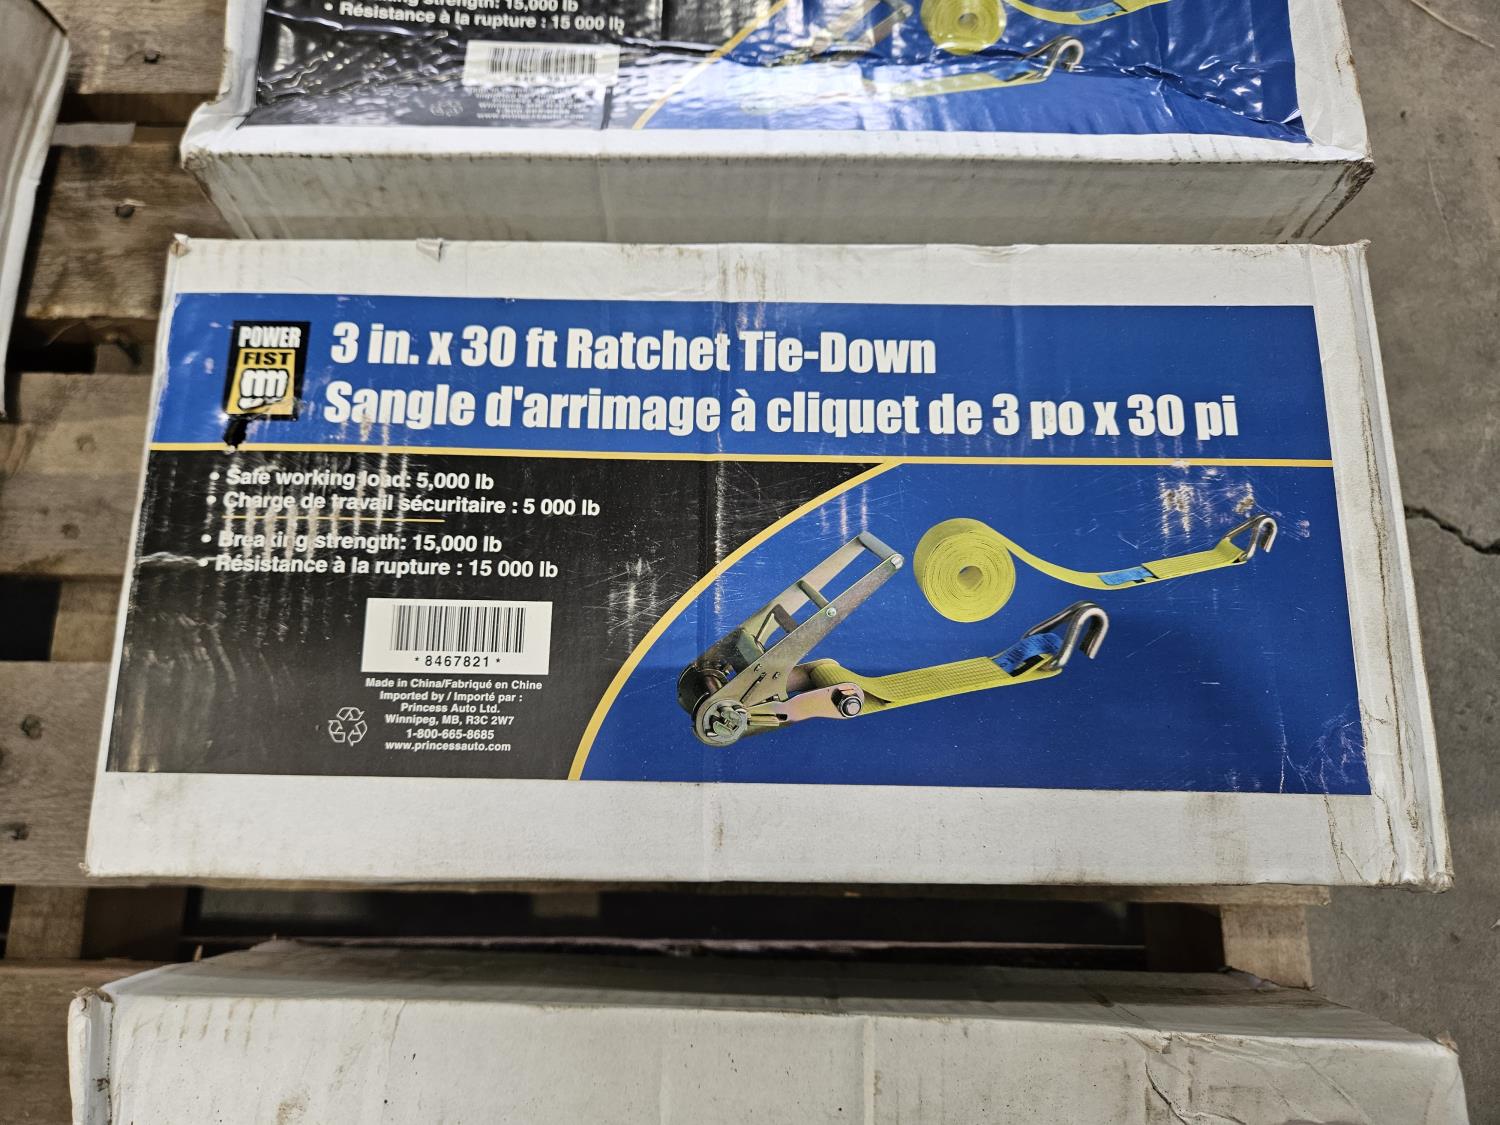 strength: 15,000 lb
• Résistance à la rupture : 15 000 lb
www.princessauto.com
POWER
FIST
3 in. x 30 ft Ratchet Tie-Down
Sangle d'arrimage à cliquet de 3 po x 30 pi
• Safe working load: 5,000 lb
• Charge de travail sécuritaire : 5 000 lb
• Breaking strength: 15,000 lb
• Résistance à la rupture : 15 000 lb
*8467821*
Made in China/Fabriqué en Chine
Imported by / Importé par :
Princess Auto Ltd.
Winnipeg, MB, R3C 2W7
1-800-665-8685
www.princessauto.com